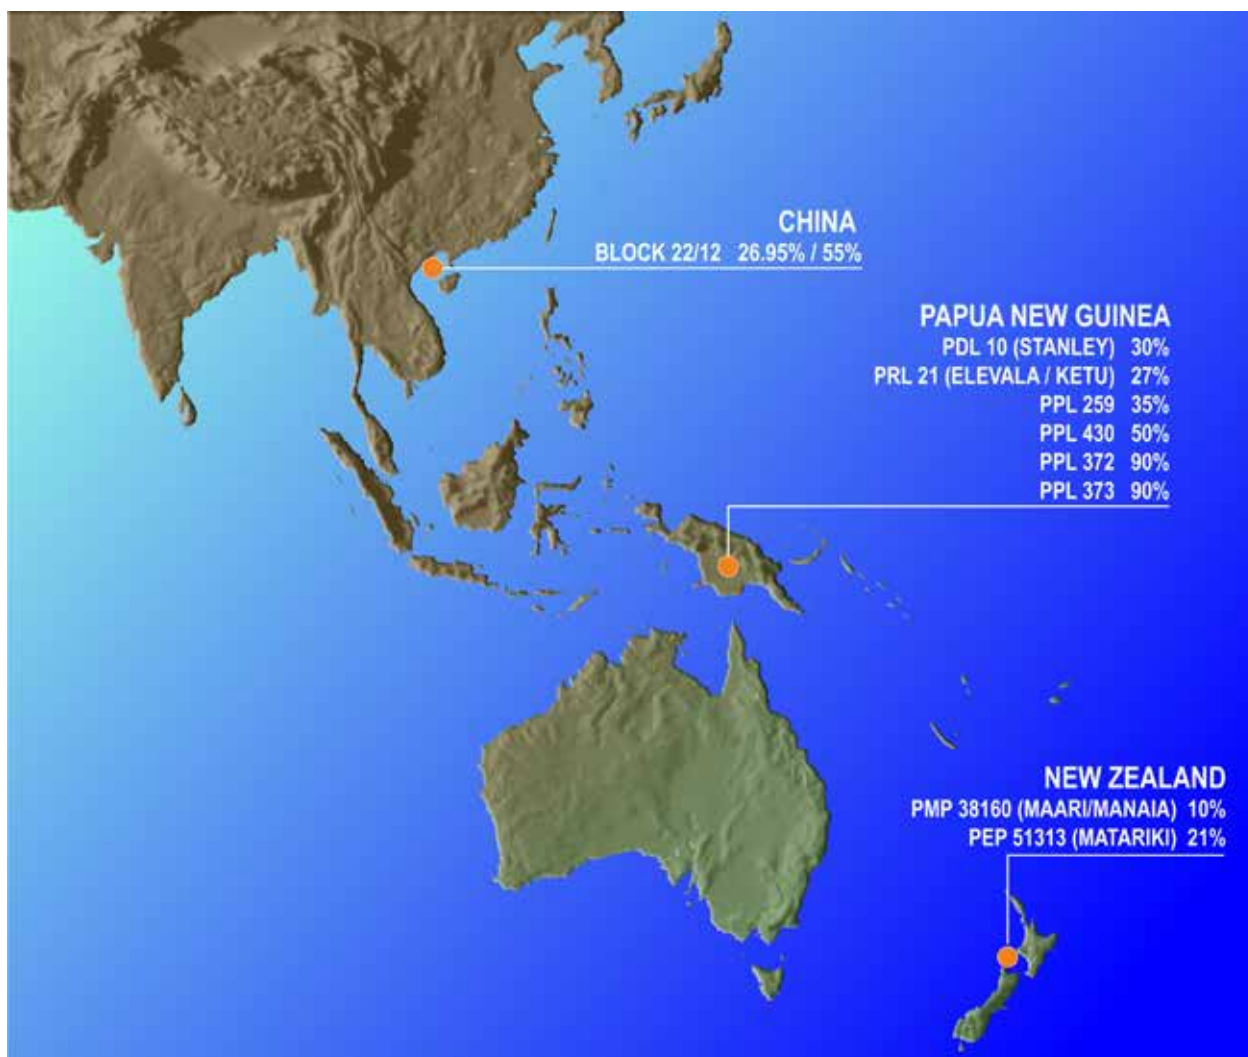 CHINA
BLOCK 22/12 26.95% / 55%
PAPUA NEW GUINEA
PDL 10 (STANLEY) 30%
PRL 21 (ELEVALA / KETU) 27%
PPL 259 35%
PPL 430 50%
PPL 372 90%
PPL 373 90%
NEW ZEALAND
PMP 38160 (MAARI/MANAIA) 10%
PEP 51313 (MATARIKI) 21%